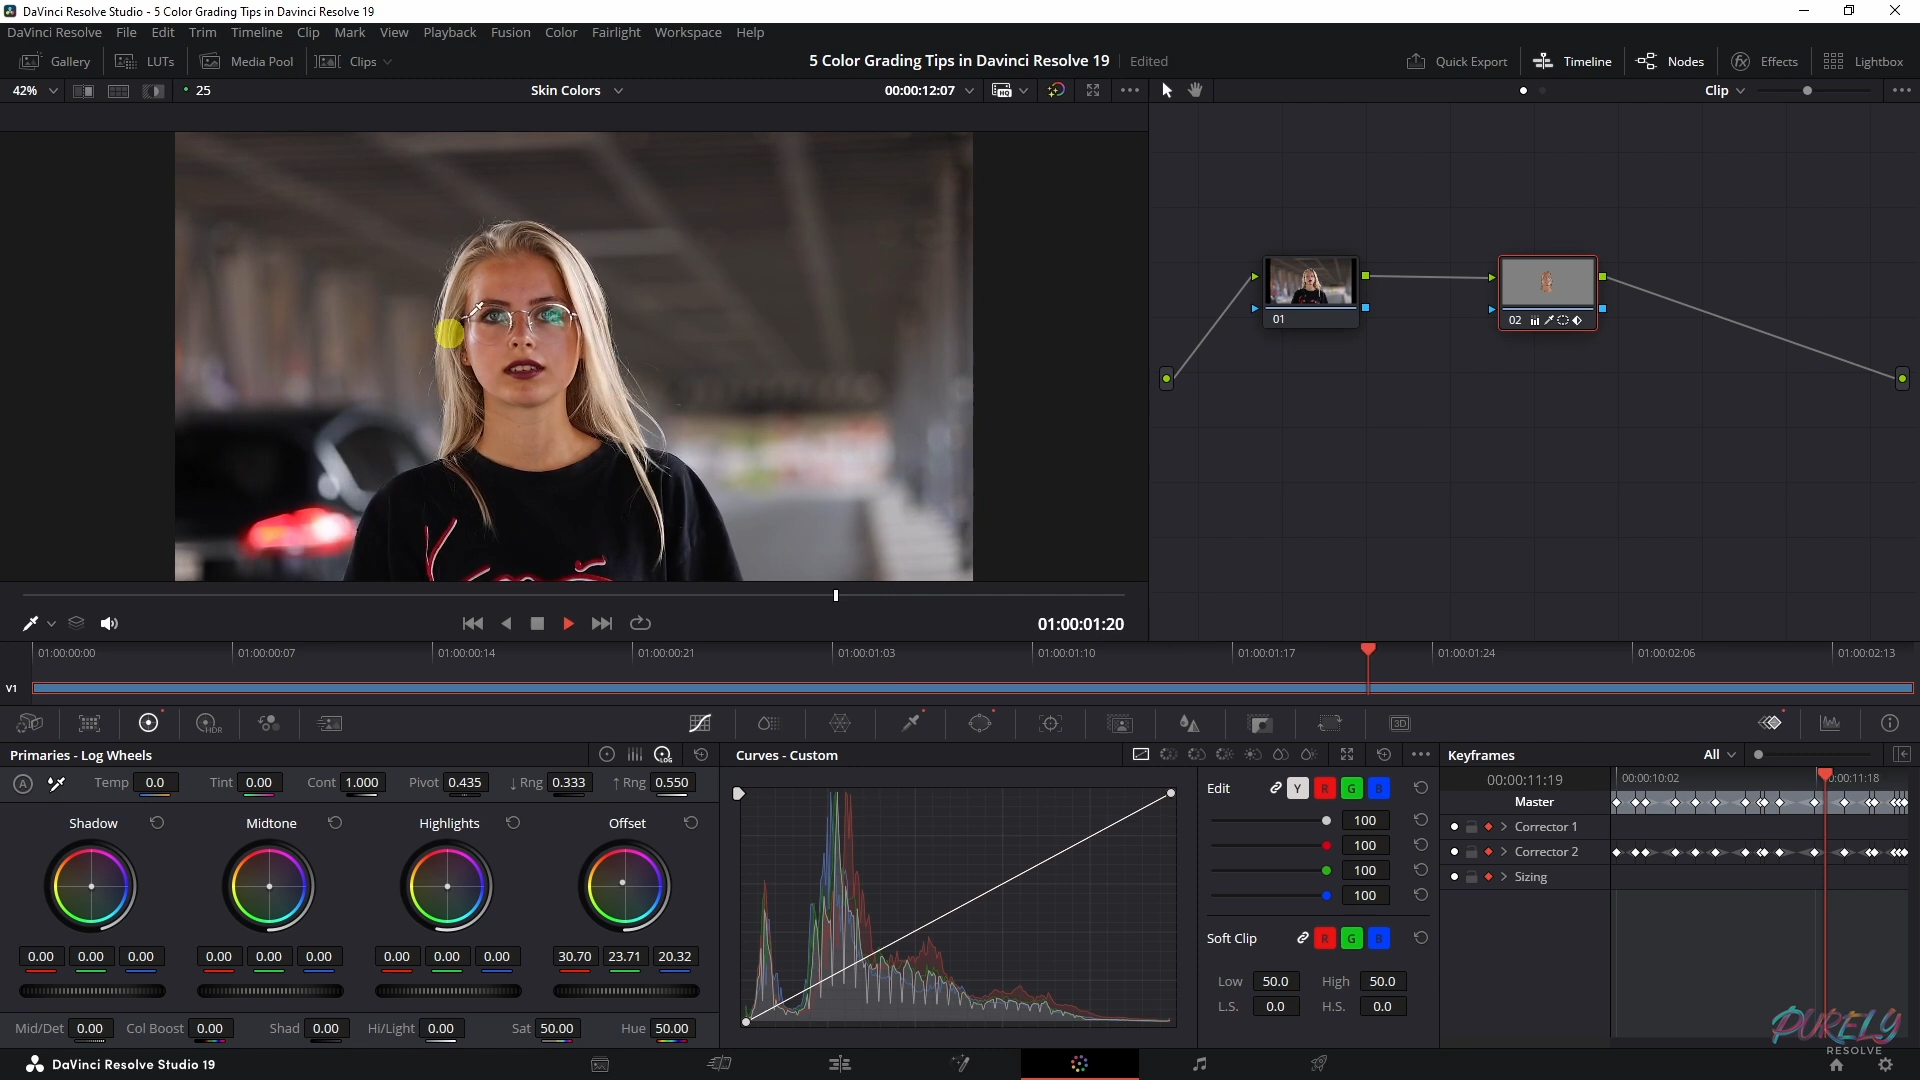 DaVinci Resolve Studio - 5 Color Grading Tips in Davinci Resolve 19
DaVinci Resolve File Edit Trim Timeline Clip Mark View Playback Fusion Color Fairlight Workspace Help
Gallery LUTs Media Pool Clips 5 Color Grading Tips in Davinci Resolve 19 Edited Quick Export Timeline Nodes Effects Lightbox
42% 25 Skin Colors 00:00:12:07 Clip
01
02
01:00:01:20
01:00:00:00 01:00:00:07 01:00:00:14 01:00:00:21 01:00:01:03 01:00:01:10 01:00:01:17 01:00:01:24 01:00:02:06 01:00:02:13
V1
HDR
3D
Primaries - Log Wheels LOG Curves - Custom Keyframes All
A Temp 0.0 Tint 0.00 Cont 1.000 Pivot 0.435 ↓ Rng 0.333 ↑ Rng 0.550
Edit Y R G B
00:00:11:19 00:00:10:02 0:00:11:18
Master
Shadow Midtone Highlights Offset
100
100
100
100
Corrector 1
Corrector 2
Sizing
Soft Clip R G B
0.00 0.00 0.00 0.00 0.00 0.00 0.00 0.00 0.00 30.70 23.71 20.32
Low 50.0 High 50.0
L.S. 0.0 H.S. 0.0
Mid/Det 0.00 Col Boost 0.00 Shad 0.00 Hi/Light 0.00 Sat 50.00 Hue 50.00
PURELY
RESOLVE
DaVinci Resolve Studio 19